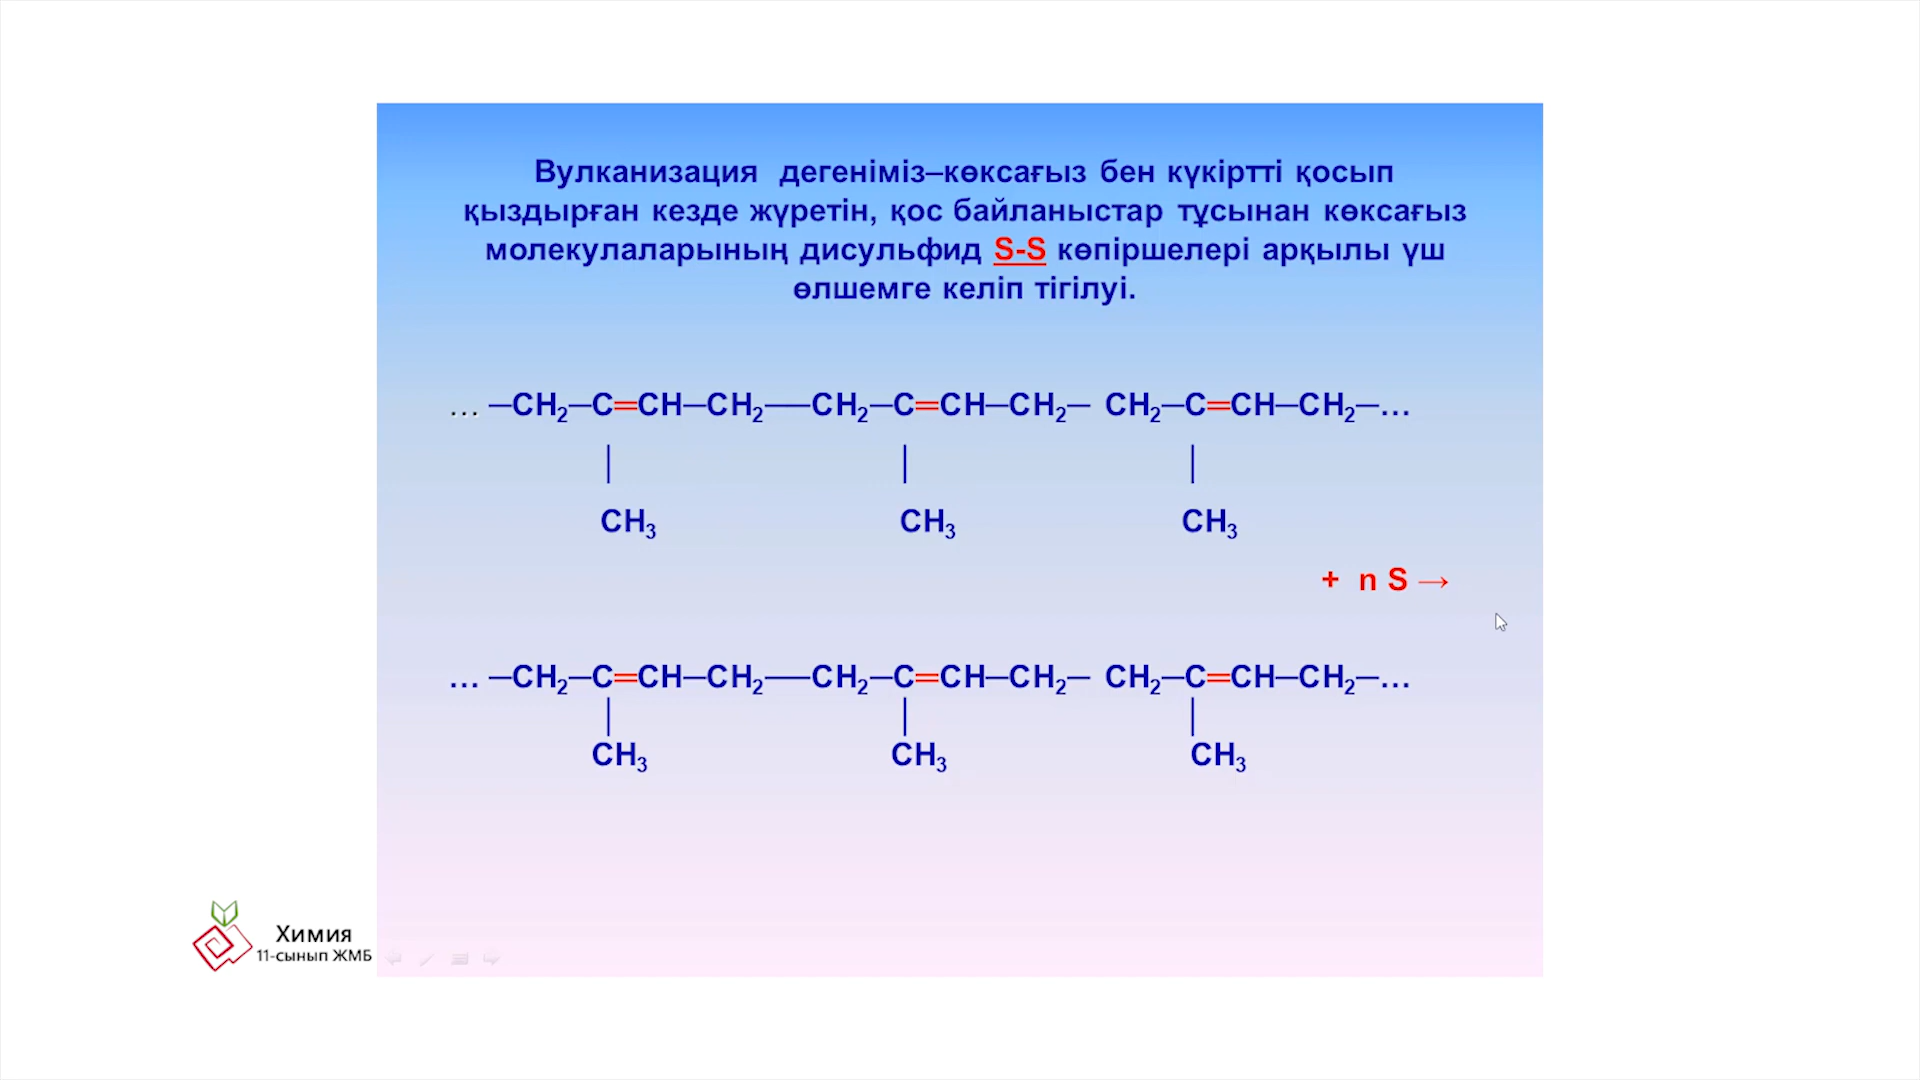 Вулканизация дегеніміз–көксағыз бен күкіртті қосып
қыздырған кезде жүретін, қос байланыстар тұсынан көксағыз
молекулаларының дисульфид S-S көпіршелері арқылы үш
өлшемге келіп тігілуі.
… ─CH₂─C═CH─CH₂──CH₂─C═CH─CH₂─ CH₂─C═CH─CH₂─…
│ │ │
CH₃ CH₃ CH₃
+ n S →
… ─CH₂─C═CH─CH₂──CH₂─C═CH─CH₂─ CH₂─C═CH─CH₂─…
│ │ │
CH₃ CH₃ CH₃
Химия
11-сынып ЖМБ